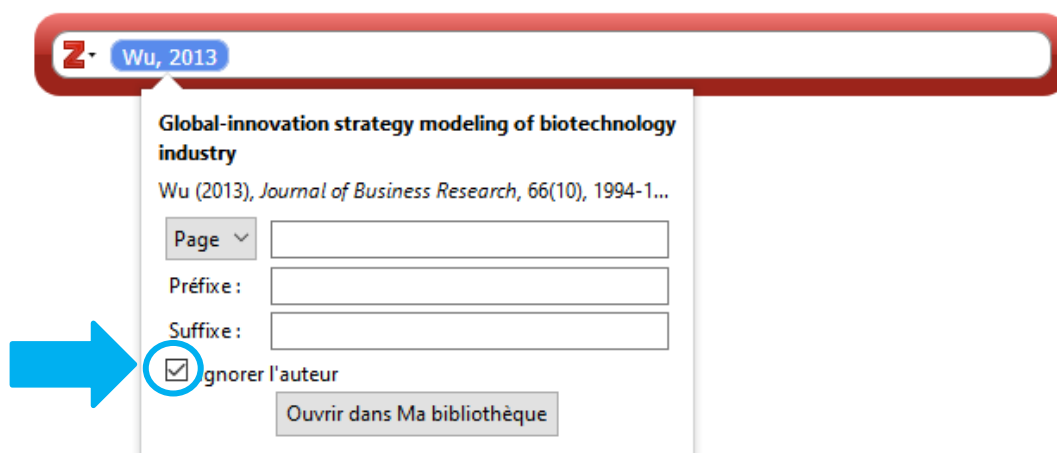 Z Wu, 2013
Global-innovation strategy modeling of biotechnology
industry
Wu (2013), Journal of Business Research, 66(10), 1994-1...
Page
Préfixe :
Suffixe :
Ignorer l'auteur
Ouvrir dans Ma bibliothèque